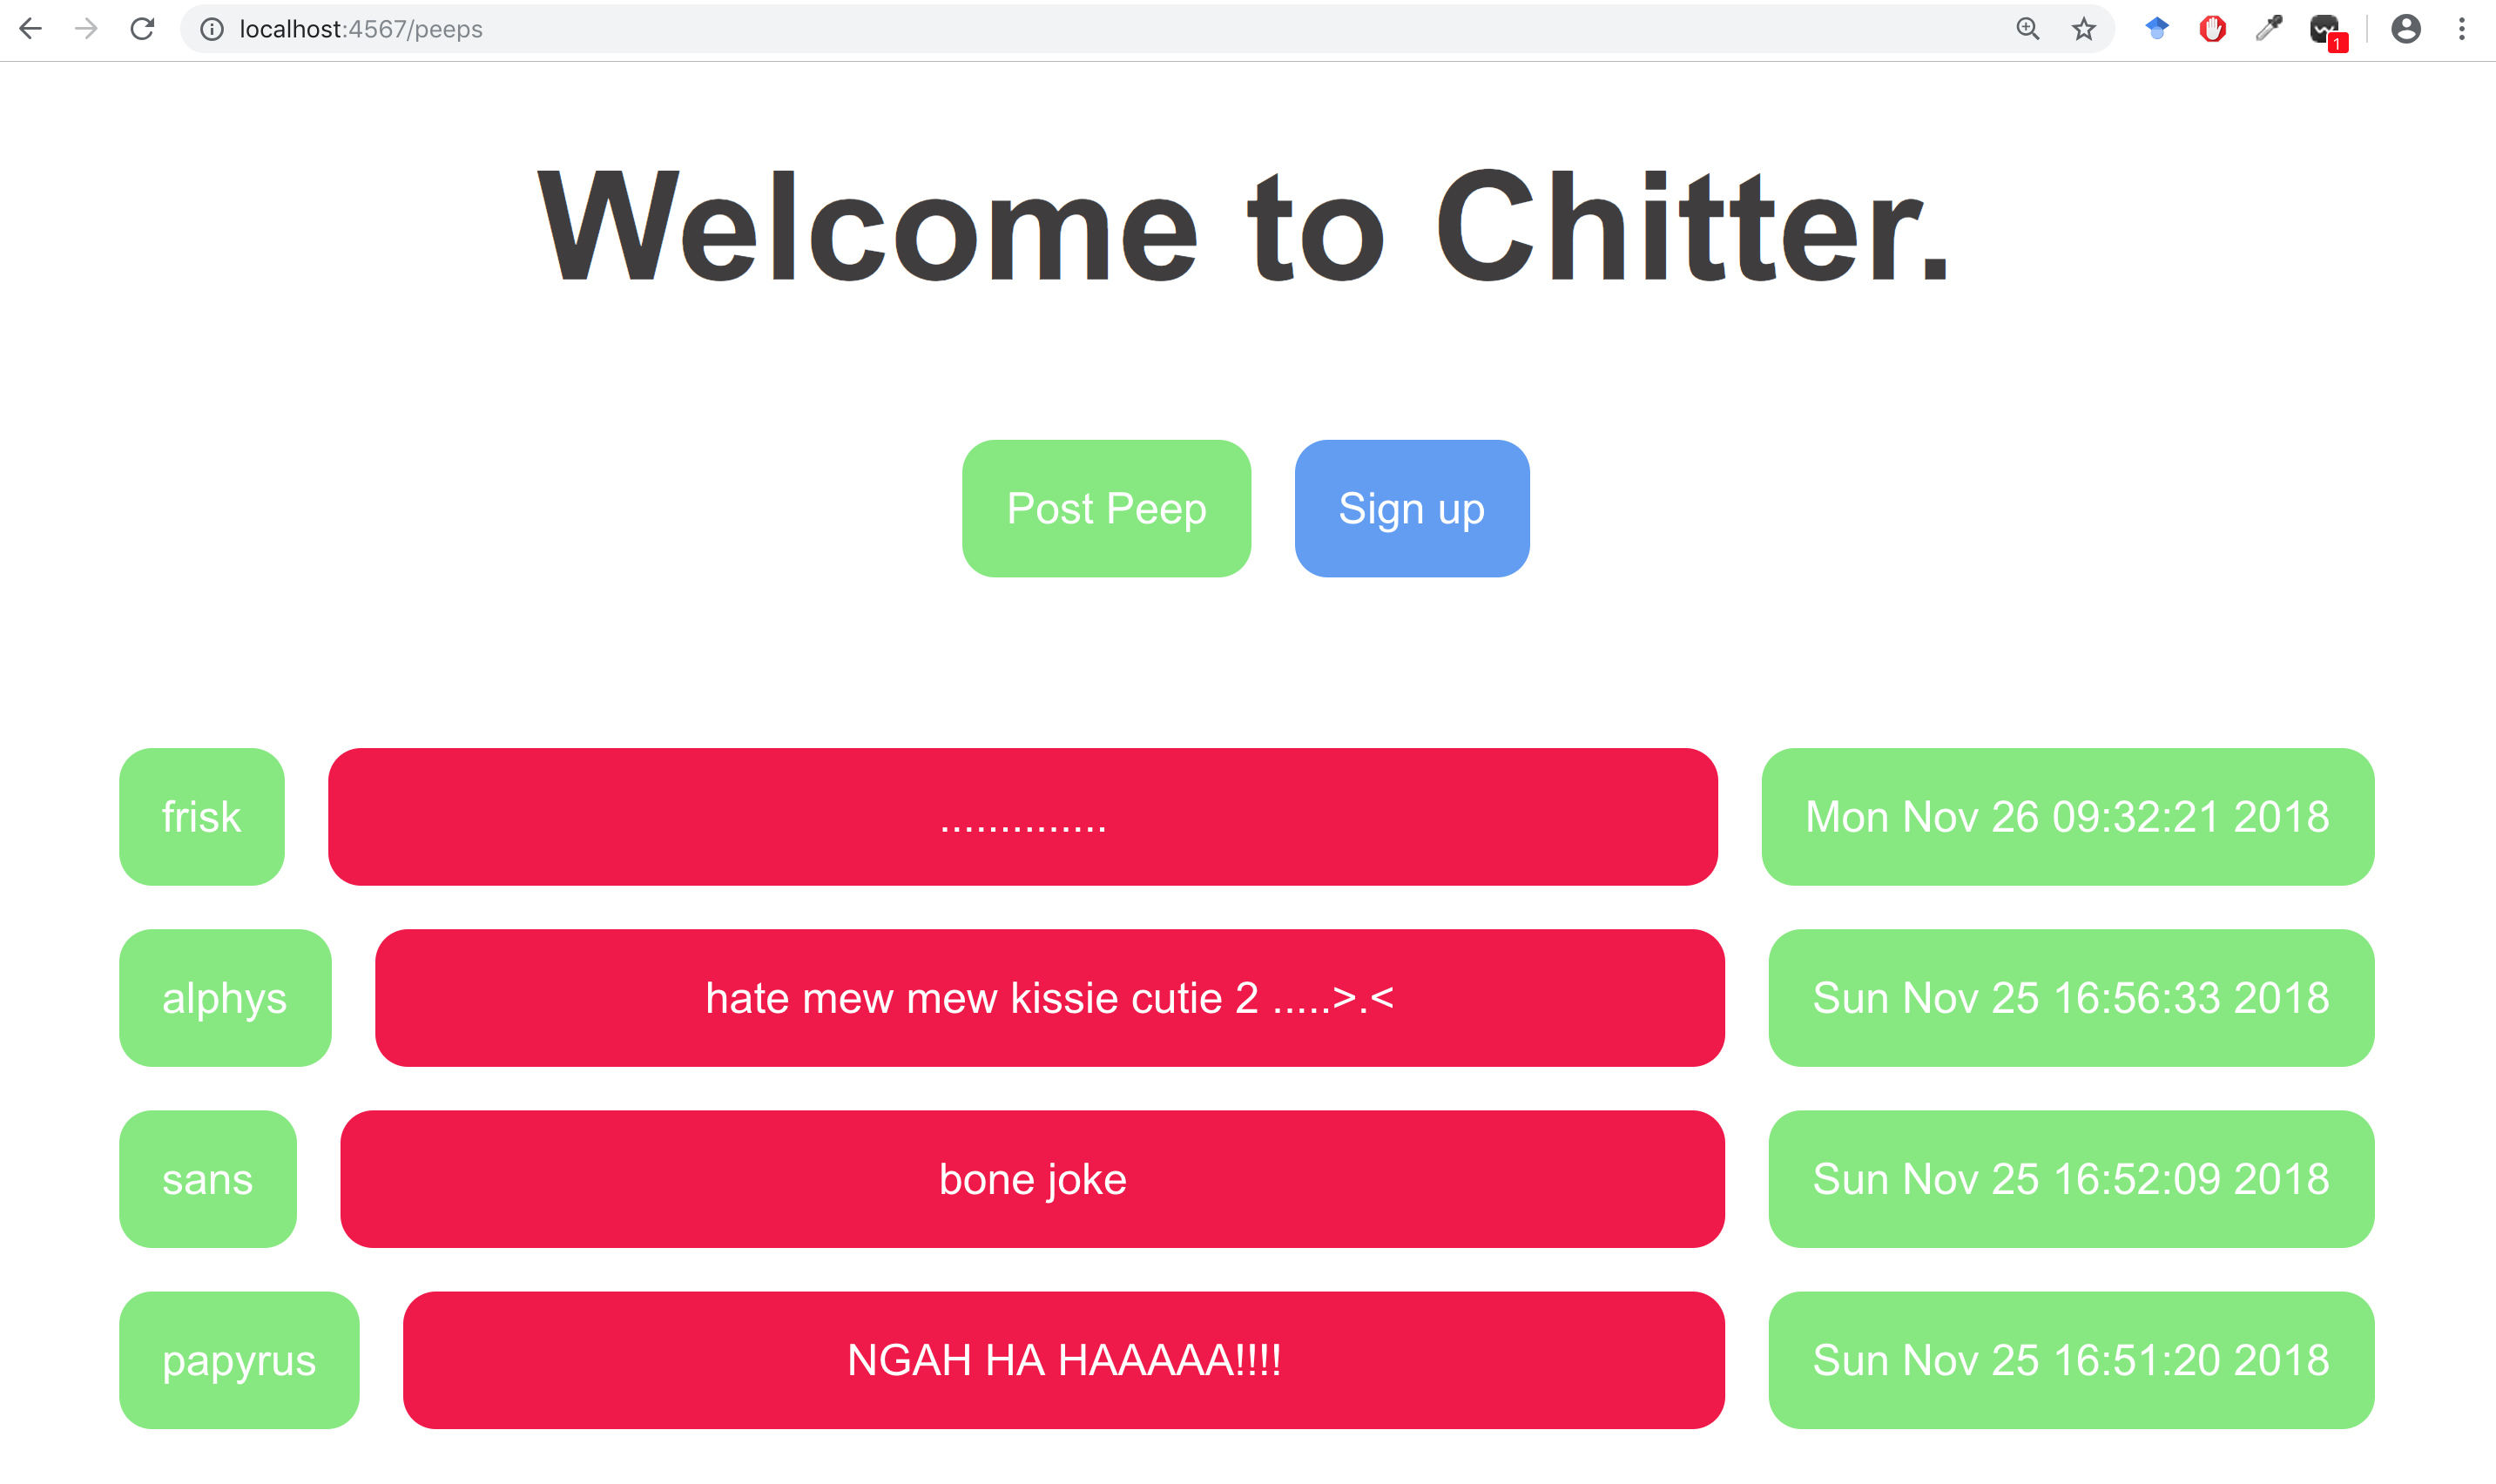 localhost:4567/peeps
1
Welcome to Chitter.
Post Peep Sign up
frisk .............. Mon Nov 26 09:32:21 2018
alphys hate mew mew kissie cutie 2 .....>.< Sun Nov 25 16:56:33 2018
sans bone joke Sun Nov 25 16:52:09 2018
papyrus NGAH HA HAAAAA!!!! Sun Nov 25 16:51:20 2018